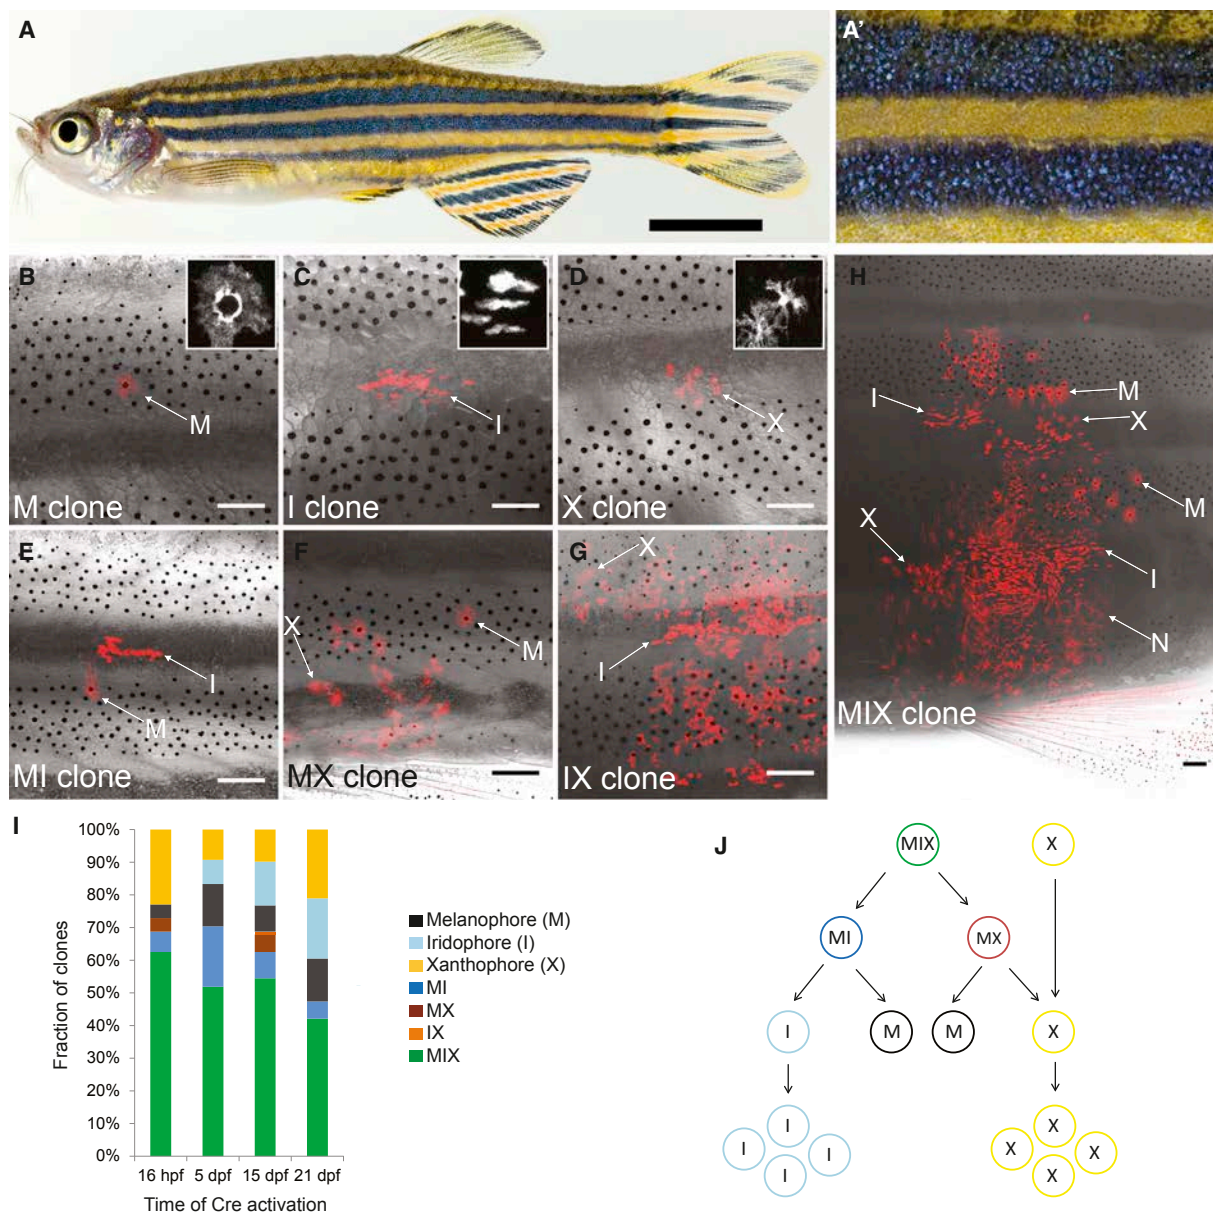 A
A'
B
M
M clone
C
I
I clone
D
X
X clone
E
I
M
MI clone
F
X
M
MX clone
G
X
I
IX clone
H
I
M
X
M
X
I
N
MIX clone
I
100%
90%
80%
70%
60%
50%
40%
30%
20%
10%
0%
Fraction of clones
16 hpf 5 dpf 15 dpf 21 dpf
Time of Cre activation
Melanophore (M)
Iridophore (I)
Xanthophore (X)
MI
MX
IX
MIX
J
MIX X
MI MX
I M M X
I X
I I X X
I X